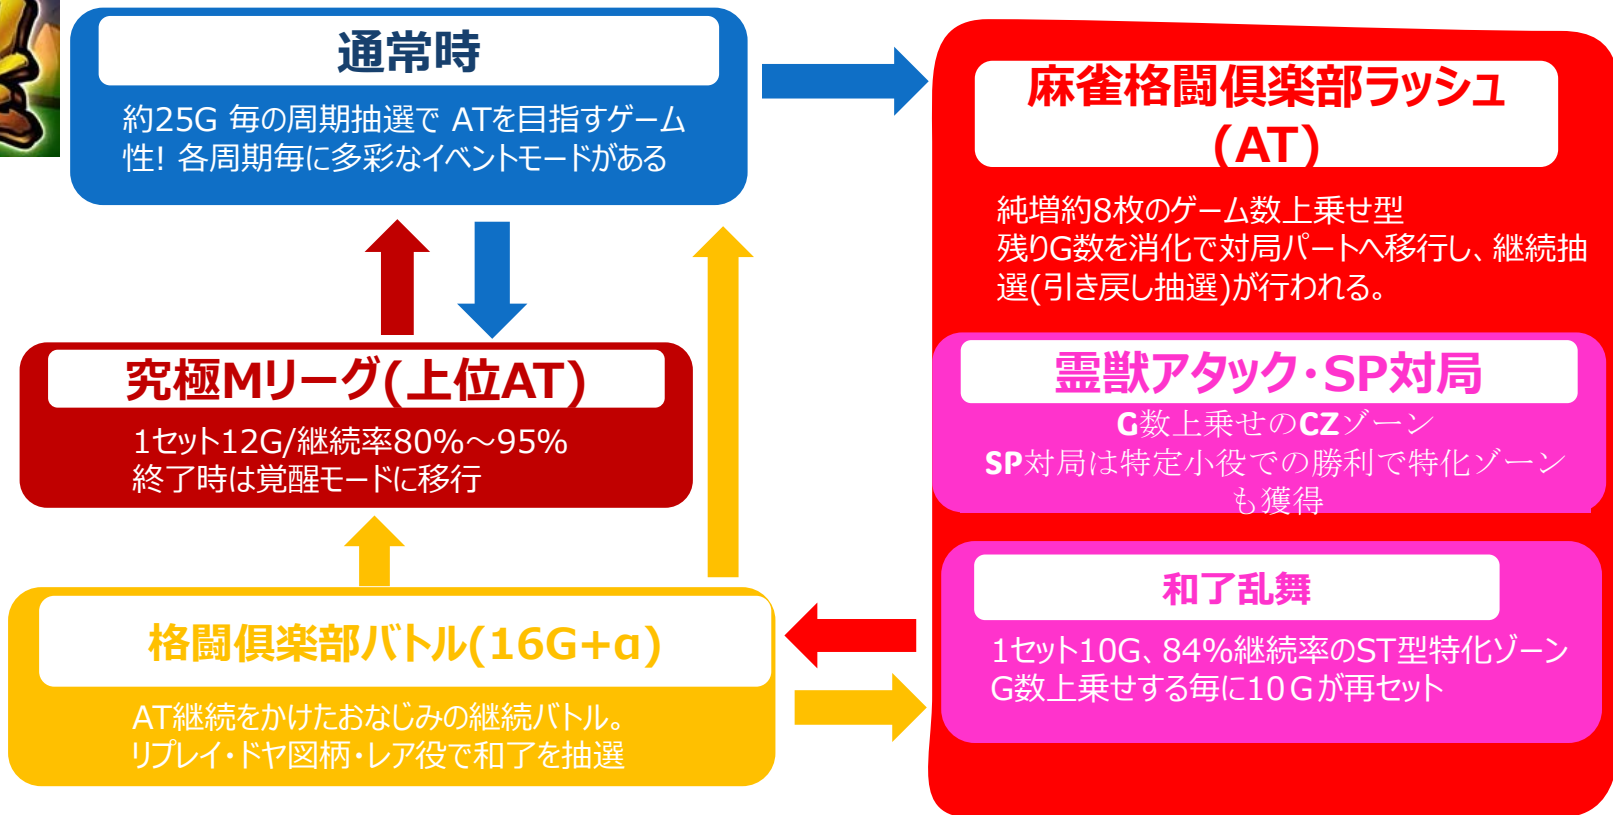 通常時
約25G 毎の周期抽選で ATを目指すゲーム
性! 各周期毎に多彩なイベントモードがある
究極Mリーグ(上位AT)
1セット12G/継続率80%～95%
終了時は覚醒モードに移行
格闘倶楽部バトル(16G+α)
AT継続をかけたおなじみの継続バトル。
リプレイ・ドヤ図柄・レア役で和了を抽選
麻雀格闘倶楽部ラッシュ
(AT)
純増約8枚のゲーム数上乗せ型
残りG数を消化で対局パートへ移行し、継続抽
選(引き戻し抽選)が行われる。
霊獣アタック・SP対局
G数上乗せのCZゾーン
SP対局は特定小役での勝利で特化ゾーン
も獲得
和了乱舞
1セット10G、84%継続率のST型特化ゾーン
G数上乗せする毎に10Ｇが再セット